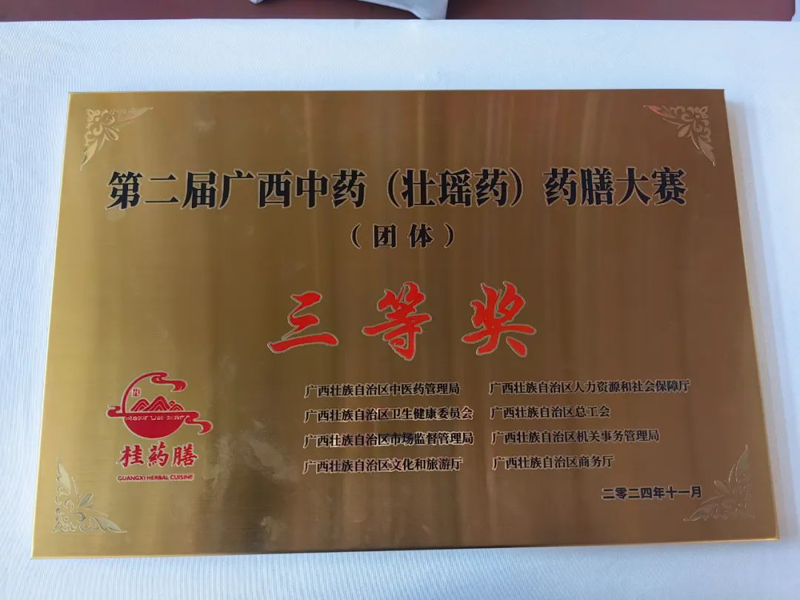 第二届广西中药（壮瑶药）药膳大赛
（团体）
三等奖
广西壮族自治区中医药管理局 广西壮族自治区人力资源和社会保障厅
广西壮族自治区卫生健康委员会 广西壮族自治区总工会
广西壮族自治区市场监督管理局 广西壮族自治区机关事务管理局
广西壮族自治区文化和旅游厅 广西壮族自治区商务厅
桂药膳
GUANGXI HERBAL CUISINE
二零二四年十一月